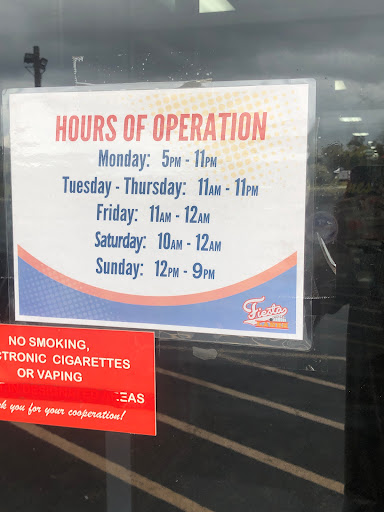 HOURS OF OPERATION
Monday: 5PM - 11PM
Tuesday - Thursday: 11AM - 11PM
Friday: 11AM - 12AM
Saturday: 10AM - 12AM
Sunday: 12PM - 9PM
Fiesta
NO SMOKING,
CTRONIC CIGARETTES
OR VAPING
EAS
k you for your cooperation!